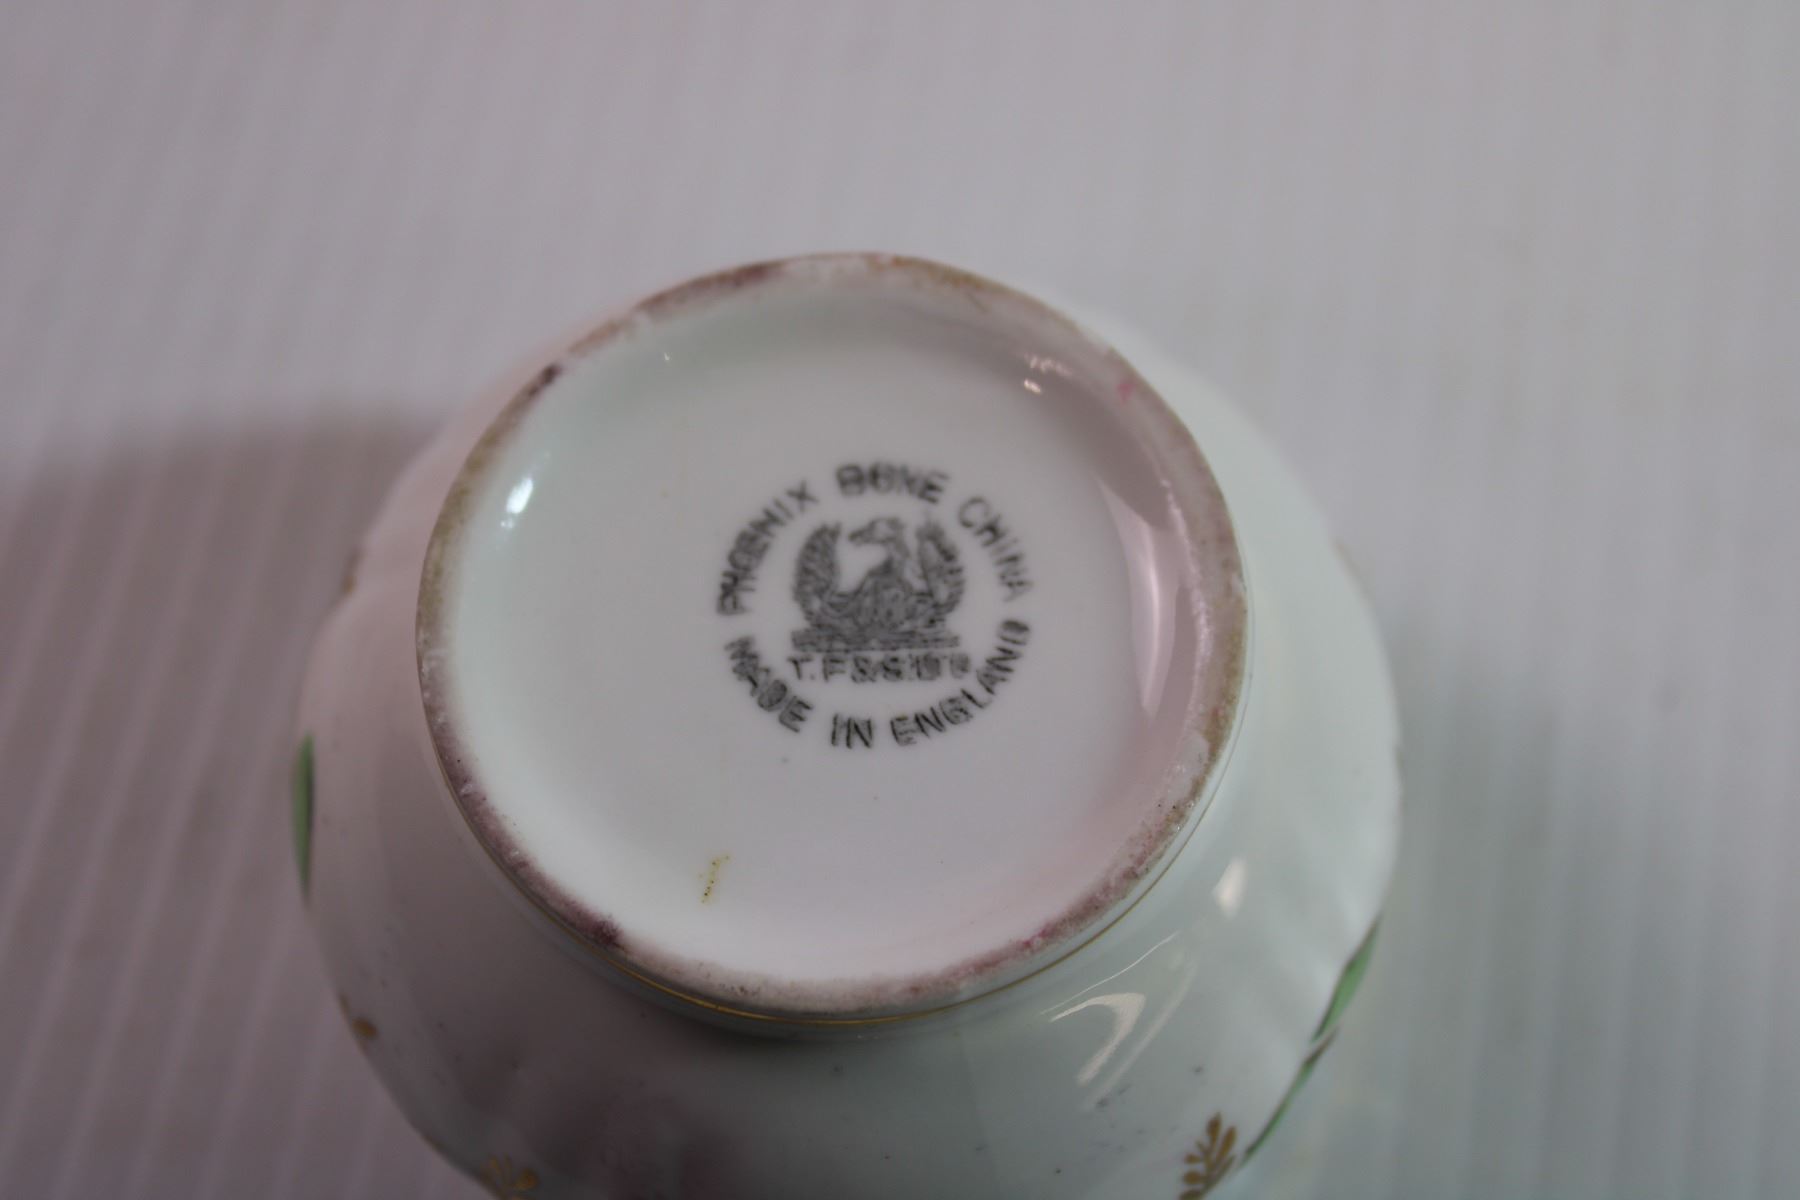 PHOENIX BONE CHINA
T.F&S.LTD
MADE IN ENGLAND